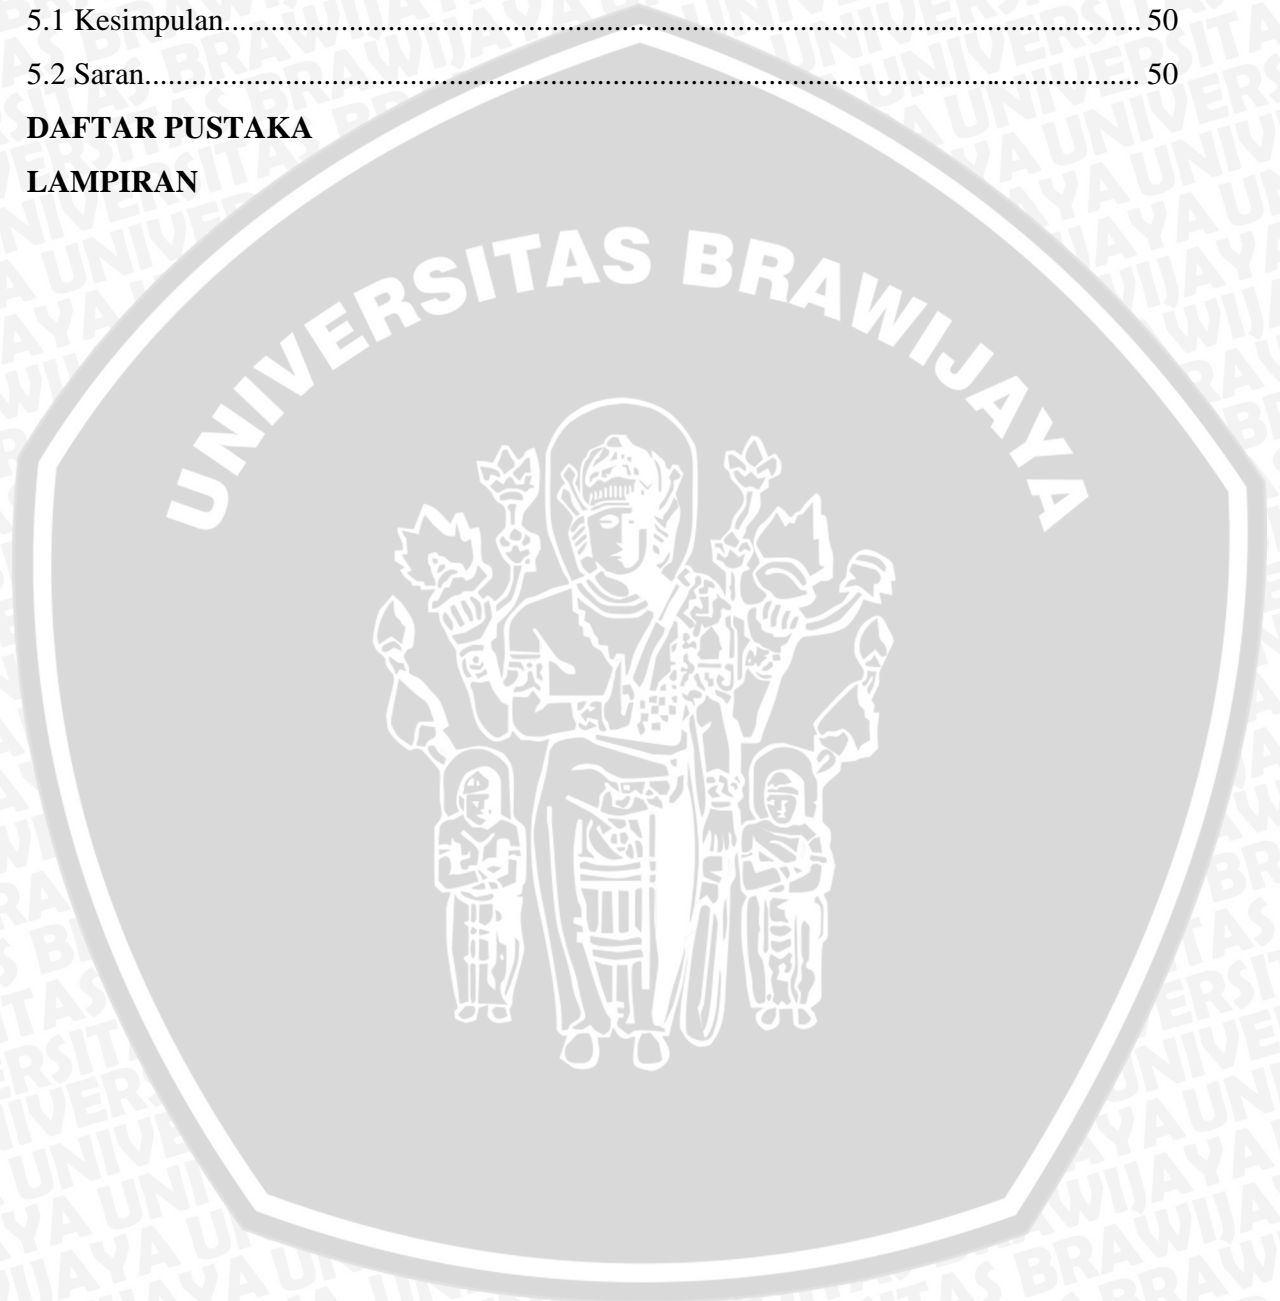 5.1 Kesimpulan........................................................................................................................ 50
5.2 Saran.................................................................................................................................. 50
DAFTAR PUSTAKA
LAMPIRAN
UNIVERSITAS BRAWIJAYA